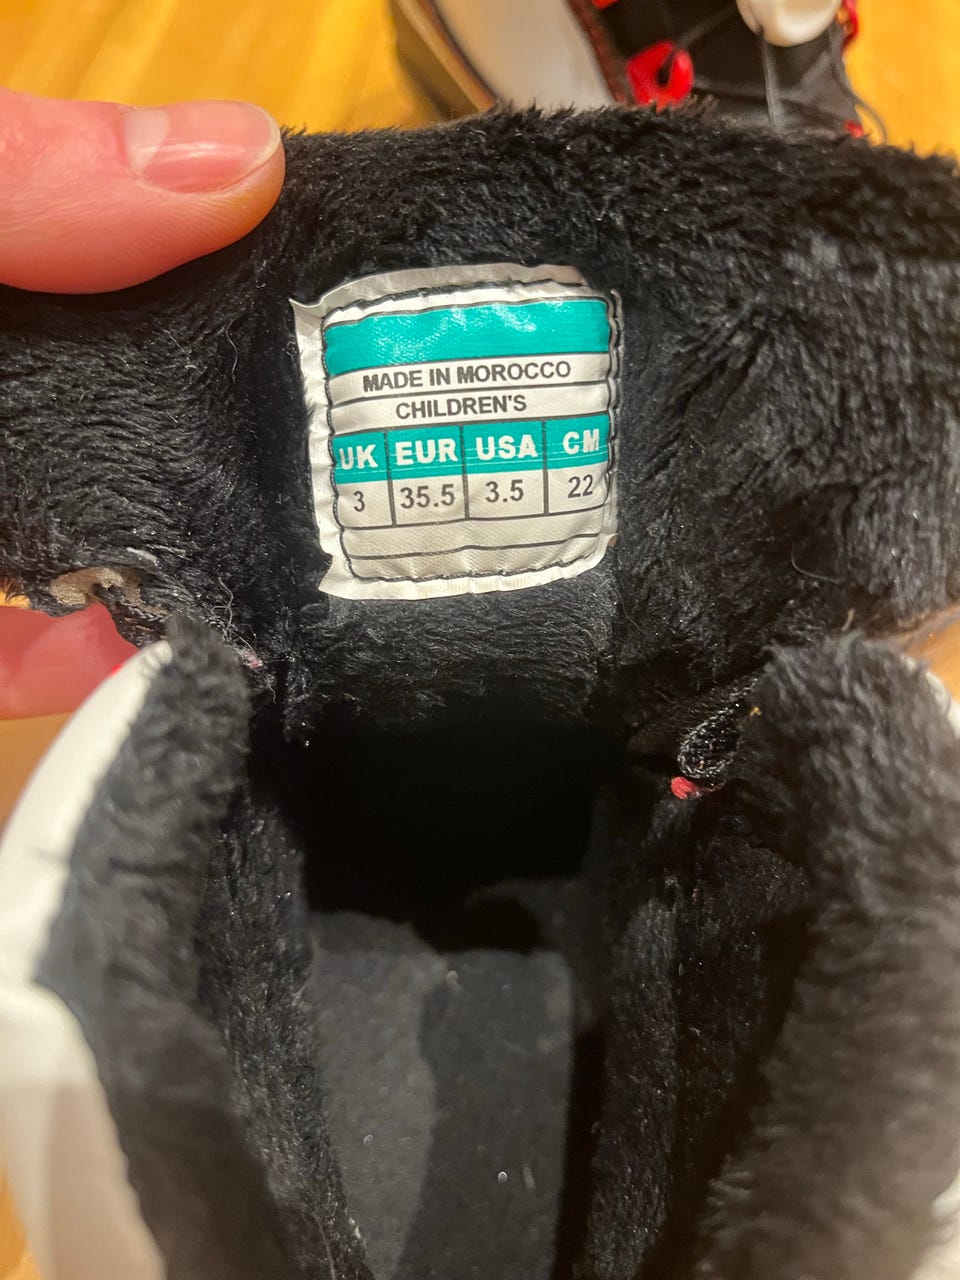 MADE IN MOROCCO
CHILDREN'S
UK EUR USA CM
3 35.5 3.5 22